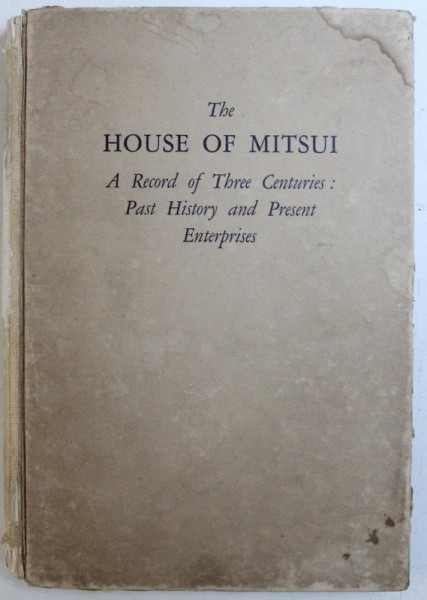 The
HOUSE OF MITSUI
A Record of Three Centuries :
Past History and Present
Enterprises